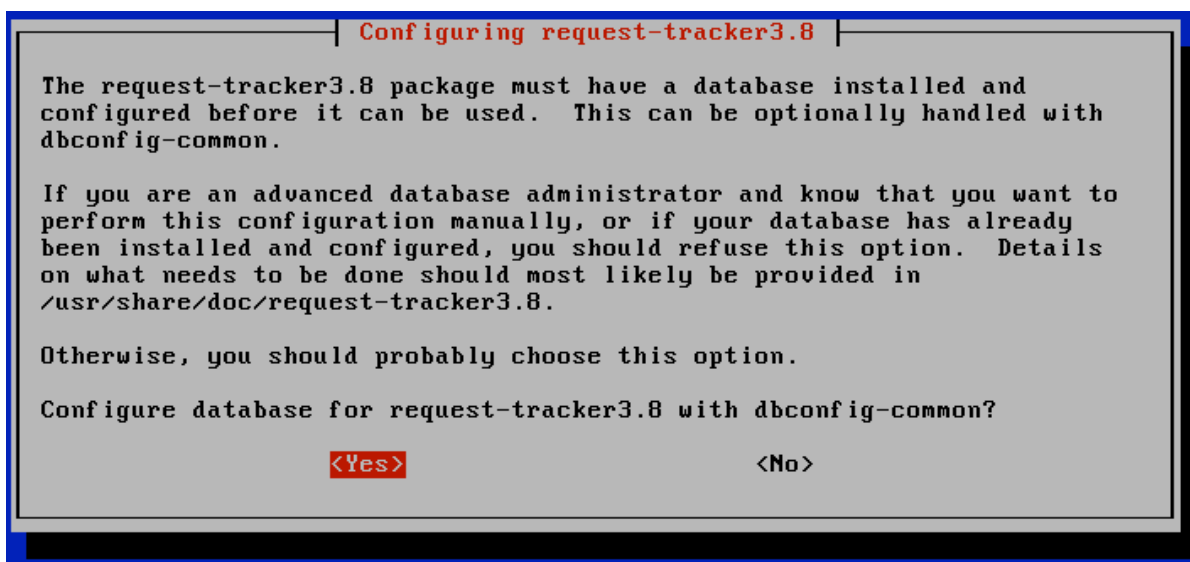 Configuring request-tracker3.8
The request-tracker3.8 package must have a database installed and
configured before it can be used.  This can be optionally handled with
dbconfig-common.
If you are an advanced database administrator and know that you want to
perform this configuration manually, or if your database has already
been installed and configured, you should refuse this option.  Details
on what needs to be done should most likely be provided in
/usr/share/doc/request-tracker3.8.
Otherwise, you should probably choose this option.
Configure database for request-tracker3.8 with dbconfig-common?
<Yes> <No>